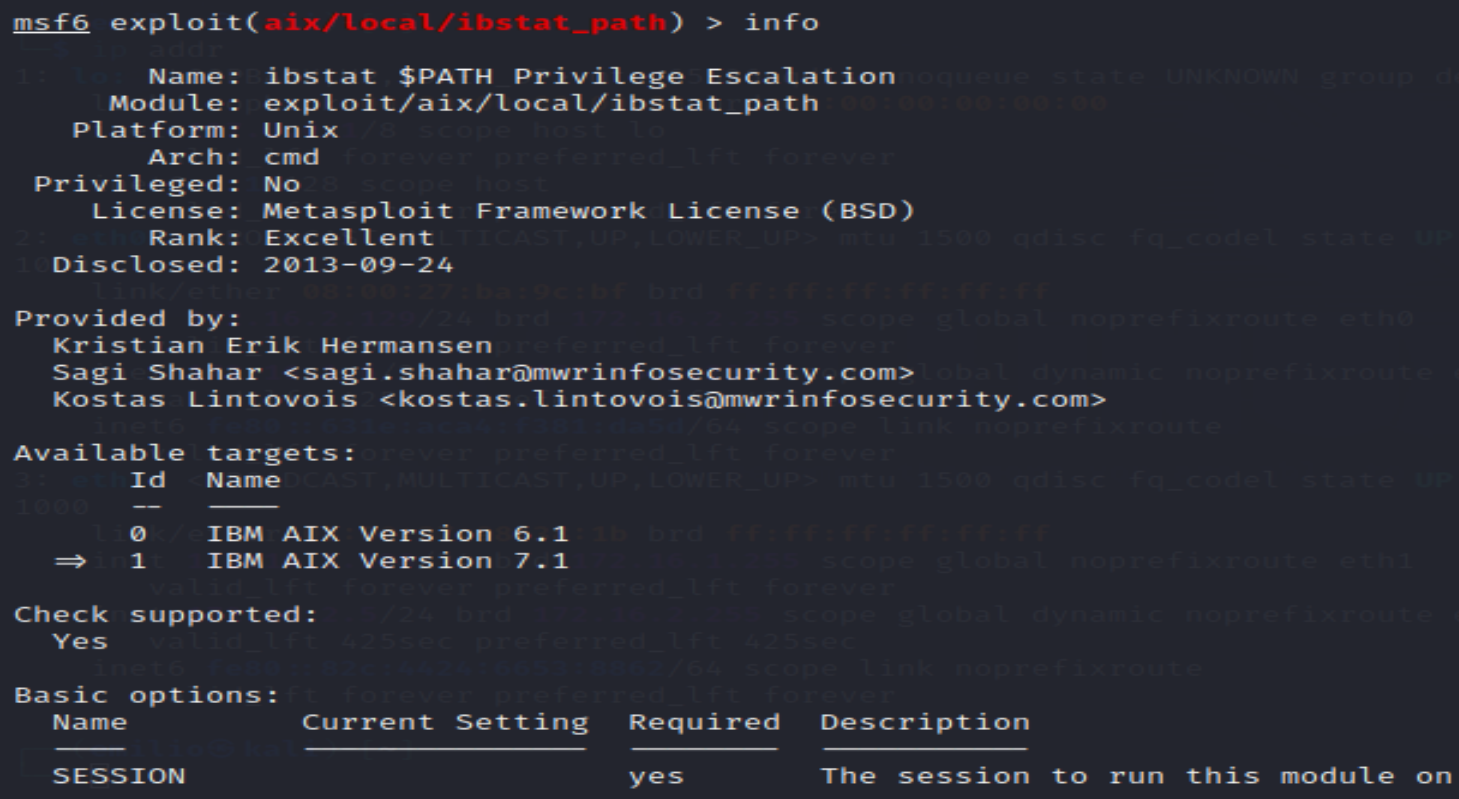 msf6 exploit(aix/local/ibstat_path) > info
Name: ibstat $PATH Privilege Escalation
Module: exploit/aix/local/ibstat_path
Platform: Unix
Arch: cmd
Privileged: No
License: Metasploit Framework License (BSD)
Rank: Excellent
Disclosed: 2013-09-24
Provided by:
Kristian Erik Hermansen
Sagi Shahar <sagi.shahar@mwrinfosecurity.com>
Kostas Lintovois <kostas.lintovois@mwrinfosecurity.com>
Available targets:
Id Name
-- ----
0 IBM AIX Version 6.1
⇒ 1 IBM AIX Version 7.1
Check supported:
Yes
Basic options:
Name Current Setting Required Description
SESSION yes The session to run this module on